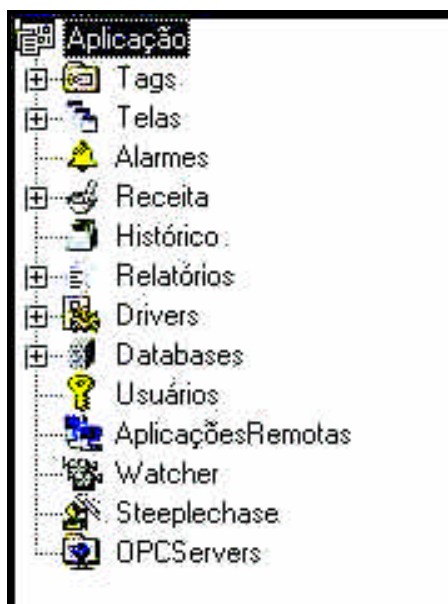 Aplicação
Tags
Telas
Alarmes
Receita
Histórico
Relatórios
Drivers
Databases
Usuários
AplicaçõesRemotas
Watcher
Steeplechase
OPCServers